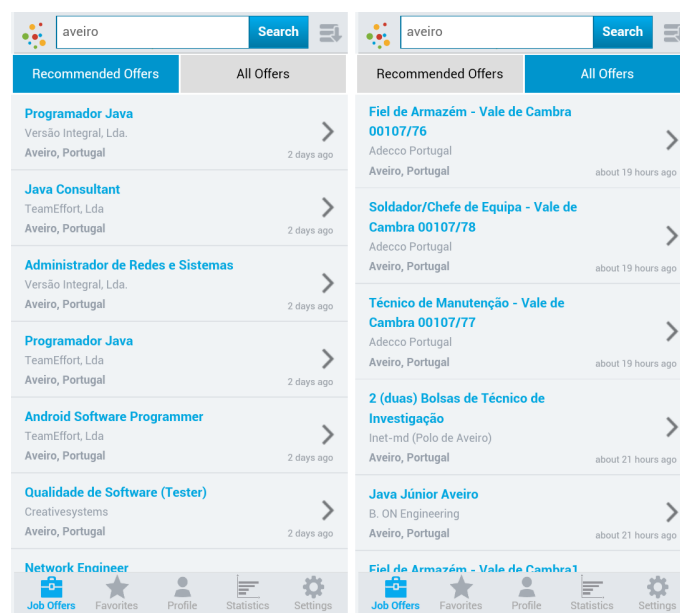 aveiro
Search
Recommended Offers
All Offers
Programador Java
Versão Integral, Lda.
Aveiro, Portugal
2 days ago
Java Consultant
TeamEffort, Lda
Aveiro, Portugal
2 days ago
Administrador de Redes e Sistemas
Versão Integral, Lda.
Aveiro, Portugal
2 days ago
Programador Java
TeamEffort, Lda
Aveiro, Portugal
2 days ago
Android Software Programmer
TeamEffort, Lda
Aveiro, Portugal
2 days ago
Qualidade de Software (Tester)
Creativesystems
Aveiro, Portugal
2 days ago
Network Engineer
Job Offers
Favorites
Profile
Statistics
Settings
aveiro
Search
Recommended Offers
All Offers
Fiel de Armazém - Vale de Cambra
00107/76
Adecco Portugal
Aveiro, Portugal
about 19 hours ago
Soldador/Chefe de Equipa - Vale de
Cambra 00107/78
Adecco Portugal
Aveiro, Portugal
about 19 hours ago
Técnico de Manutenção - Vale de
Cambra 00107/77
Adecco Portugal
Aveiro, Portugal
about 19 hours ago
2 (duas) Bolsas de Técnico de
Investigação
Inet-md (Polo de Aveiro)
Aveiro, Portugal
about 21 hours ago
Java Júnior Aveiro
B. ON Engineering
Aveiro, Portugal
about 21 hours ago
Fiel de Armazém - Vale de Cambra1
Job Offers
Favorites
Profile
Statistics
Settings